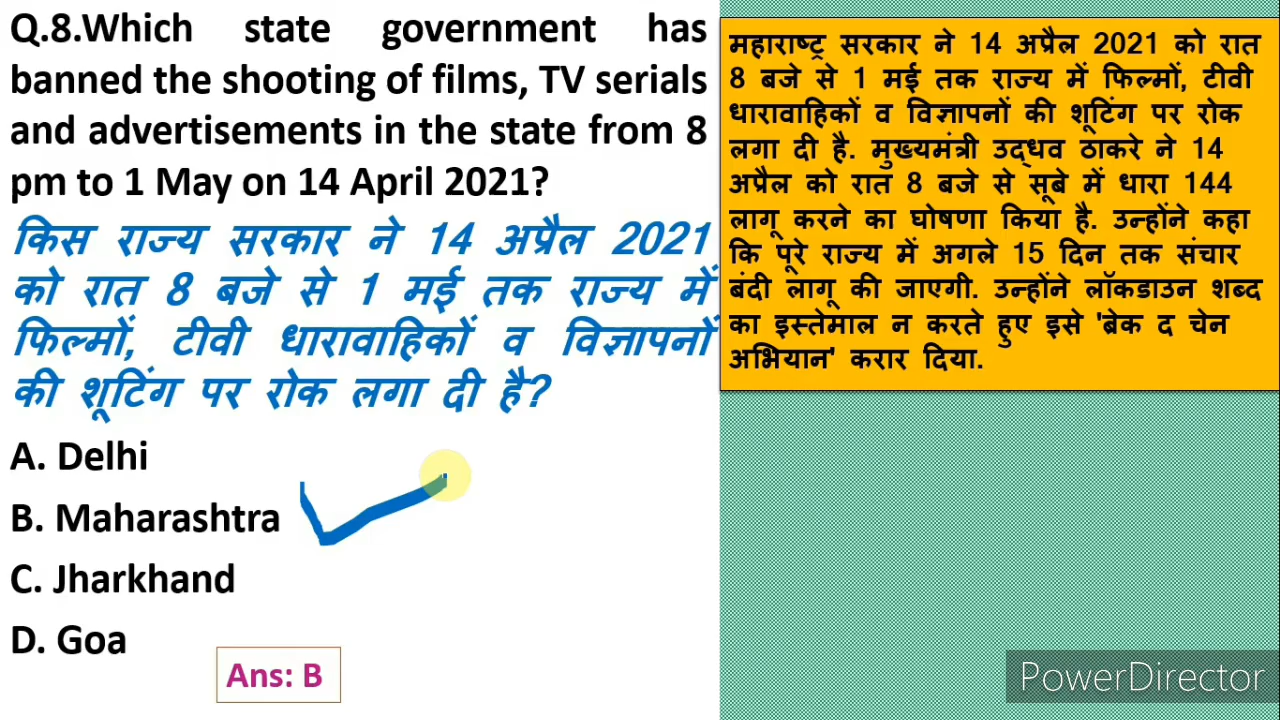 Q.8.Which state government has
banned the shooting of films, TV serials
and advertisements in the state from 8
pm to 1 May on 14 April 2021?
किस राज्य सरकार ने 14 अप्रैल 2021
को रात 8 बजे से 1 मई तक राज्य में
फिल्मों, टीवी धारावाहिकों व विज्ञापनों
की शूटिंग पर रोक लगा दी है?
A. Delhi
B. Maharashtra
C. Jharkhand
D. Goa
Ans: B
महाराष्ट्र सरकार ने 14 अप्रैल 2021 को रात
8 बजे से 1 मई तक राज्य में फिल्मों, टीवी
धारावाहिकों व विज्ञापनों की शूटिंग पर रोक
लगा दी है. मुख्यमंत्री उद्धव ठाकरे ने 14
अप्रैल को रात 8 बजे से सूबे में धारा 144
लागू करने का घोषणा किया है. उन्होंने कहा
कि पूरे राज्य में अगले 15 दिन तक संचार
बंदी लागू की जाएगी. उन्होंने लॉकडाउन शब्द
का इस्तेमाल न करते हुए इसे 'ब्रेक द चेन
अभियान' करार दिया.
PowerDirector